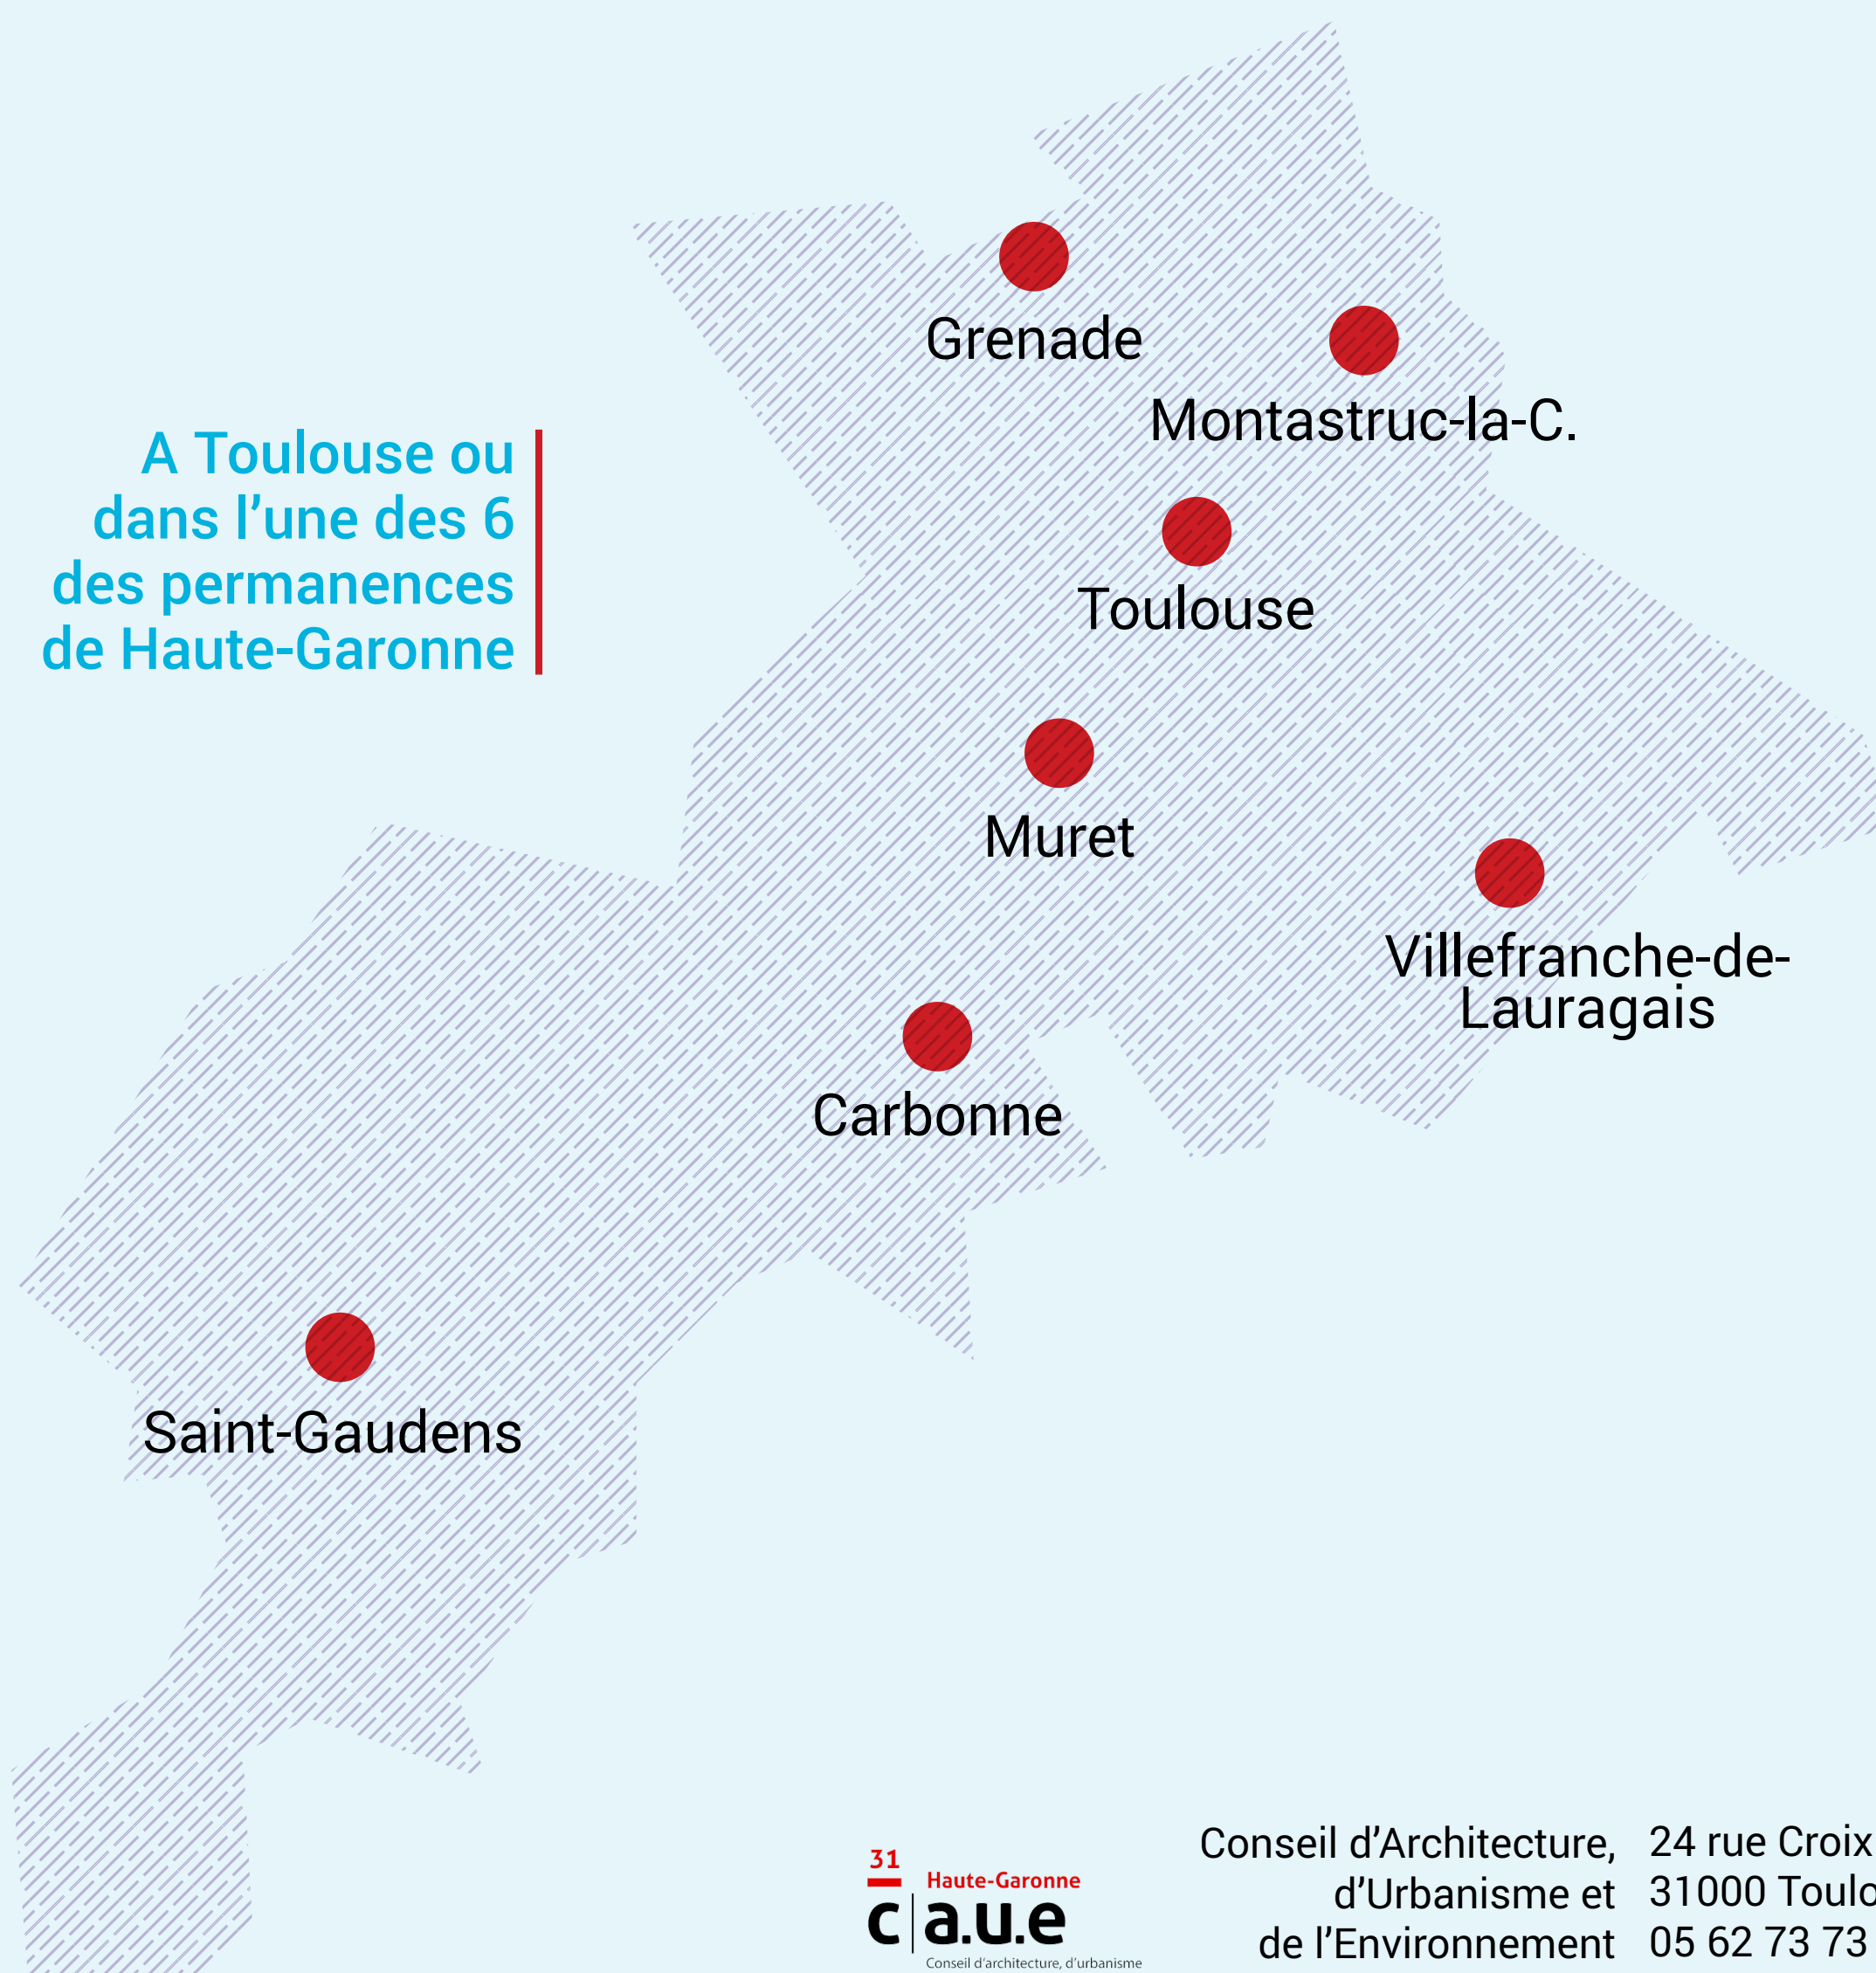 Grenade
Montastruc-la-C.
A Toulouse ou
dans l’une des 6
des permanences
de Haute-Garonne
Toulouse
Muret
Villefranche-de-
Lauragais
Carbonne
Saint-Gaudens
31
Haute-Garonne
c|a.u.e
Conseil d'architecture, d'urbanisme
Conseil d’Architecture,
d’Urbanisme et
de l’Environnement
24 rue Croix
31000
05 62 73 73